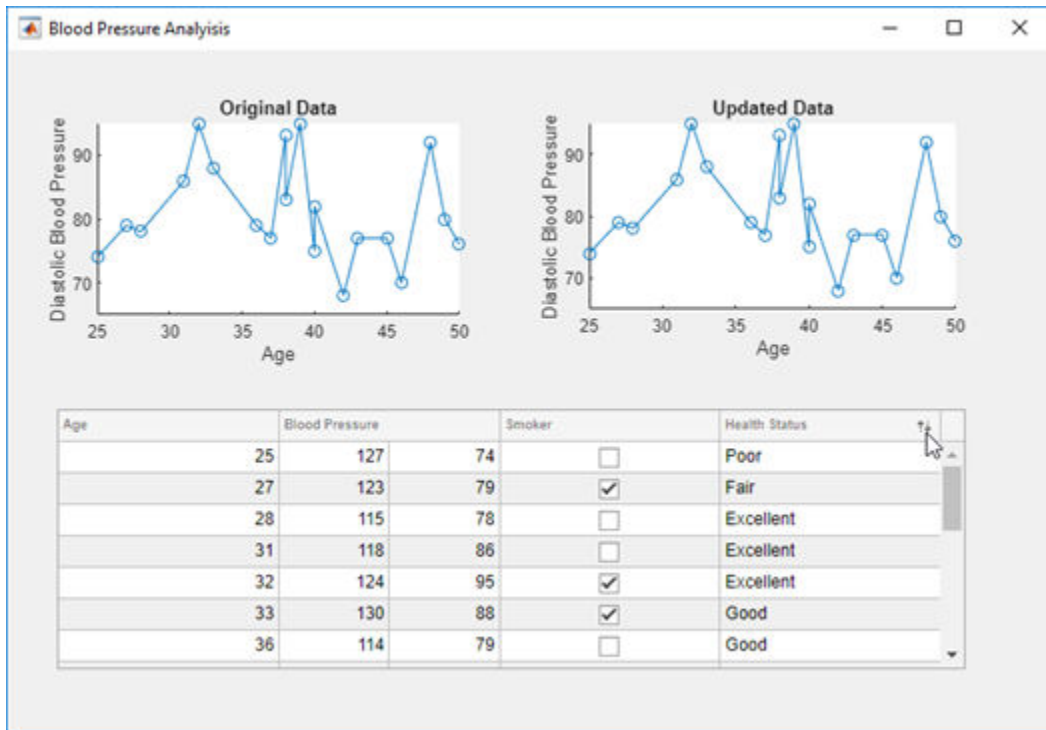 Blood Pressure Analyisis
Original Data
Diastolic Blood Pressure
90
80
70
25 30 35 40 45 50
Age
Updated Data
Diastolic Blood Pressure
90
80
70
25 30 35 40 45 50
Age
Age Blood Pressure Smoker Health Status
25 127 74 Poor
27 123 79 Fair
28 115 78 Excellent
31 118 86 Excellent
32 124 95 Excellent
33 130 88 Good
36 114 79 Good